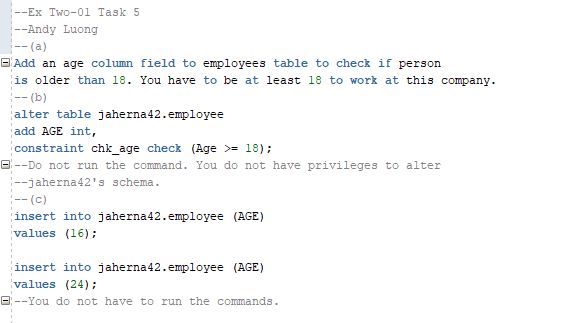 --Ex Two-01 Task 5
--Andy Luong
--(a)
Add an age column field to employees table to check if person
is older than 18. You have to be at least 18 to work at this company.
--(b)
alter table jaherna42.employee
add AGE int,
constraint chk_age check (Age >= 18);
--Do not run the command. You do not have privileges to alter
--jaherna42's schema.
--(c)
insert into jaherna42.employee (AGE)
values (16);
insert into jaherna42.employee (AGE)
values (24);
--You do not have to run the commands.